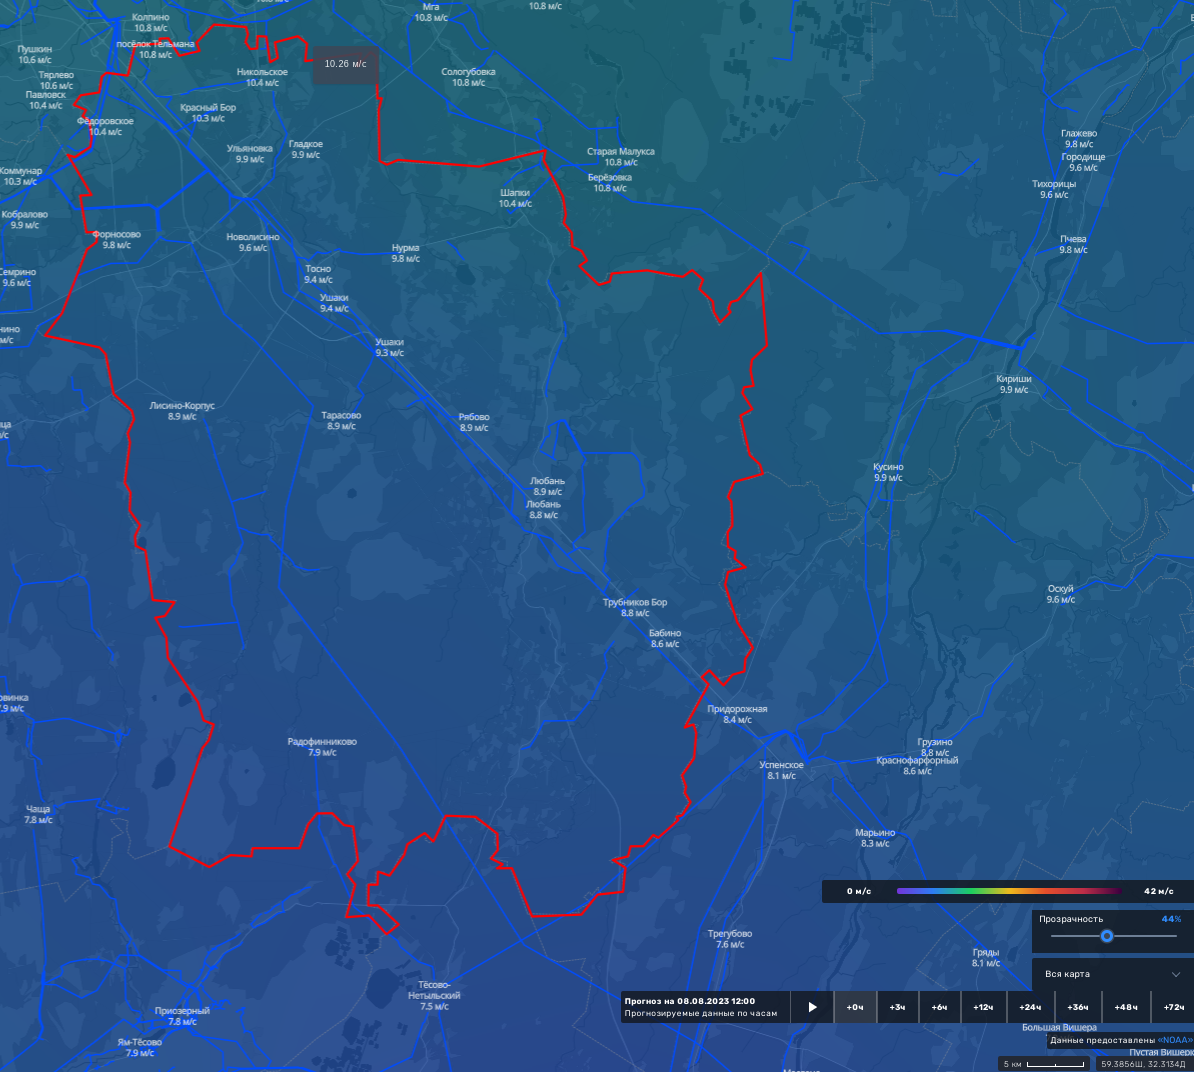 10.8 м/с
Мга
10.8 м/с
Колпино
10.8 м/с
посёлок Тельмана
10.8 м/с
Пушкин
10.6 м/с
10.26 м/с
Никольское
10.4 м/с
Сологубовка
10.8 м/с
Тярлево
10.6 м/с
Павловск
10.4 м/с
Красный Бор
10.3 м/с
Фёдоровское
10.4 м/с
Глажево
9.8 м/с
Ульяновка
9.9 м/с
Гладкое
9.9 м/с
Старая Малукса
10.8 м/с
Городище
9.6 м/с
Коммунар
10.3 м/с
Берёзовка
10.8 м/с
Тихорицы
9.6 м/с
Шапки
10.4 м/с
Кобралово
9.9 м/с
Форносово
9.8 м/с
Новолисино
9.6 м/с
Нурма
9.8 м/с
Пчева
9.8 м/с
Семрино
9.6 м/с
Тосно
9.4 м/с
Ушаки
9.4 м/с
Ушаки
9.3 м/с
Кириши
9.9 м/с
Лисино-Корпус
8.9 м/с
Тарасово
8.9 м/с
Рябово
8.9 м/с
Кусино
9.9 м/с
Любань
8.9 м/с
Любань
8.8 м/с
Оскуй
9.6 м/с
Трубников Бор
8.8 м/с
Бабино
8.6 м/с
Придорожная
8.4 м/с
Радофинниково
7.9 м/с
Грузино
8.8 м/с
Краснофарфорный
8.6 м/с
Успенское
8.1 м/с
Чаща
7.8 м/с
Марьино
8.3 м/с
0 м/с
42 м/с
Прозрачность
44%
Трегубово
7.6 м/с
Гряды
8.1 м/с
Вся карта
Тёсово-
Нетыльский
7.5 м/с
Прогноз на 08.08.2023 12:00
Прогнозируемые данные по часам
+0ч +3ч +6ч +12ч +24ч +36ч +48ч +72ч
Приозерный
7.8 м/с
Большая Вишера
Ям-Тёсово
7.9 м/с
Данные предоставлены «NOAA»
5 км
59.3856Ш, 32.3134Д